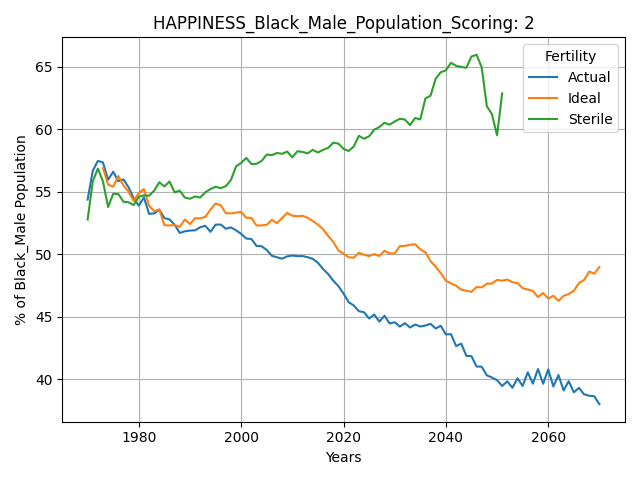 HAPPINESS_Black_Male_Population_Scoring: 2
Fertility
Actual
Ideal
Sterile
% of Black_Male Population
65
60
55
50
45
40
1980
2000
2020
2040
2060
Years